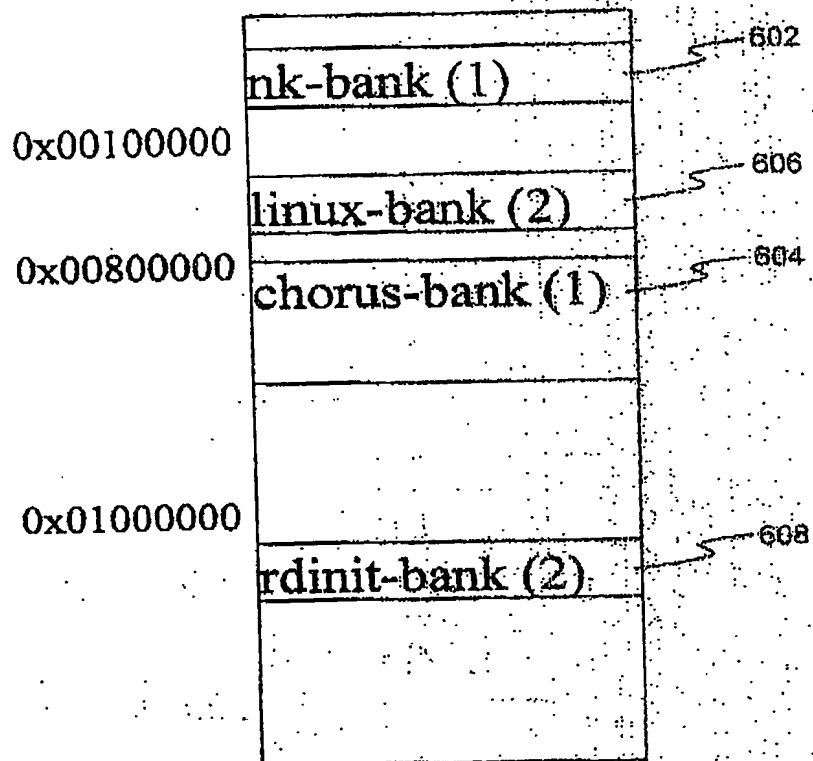 602
nk-bank (1)
0x00100000
606
linux-bank (2)
604
0x00800000
chorus-bank (1)
0x01000000
608
rdinit-bank (2)